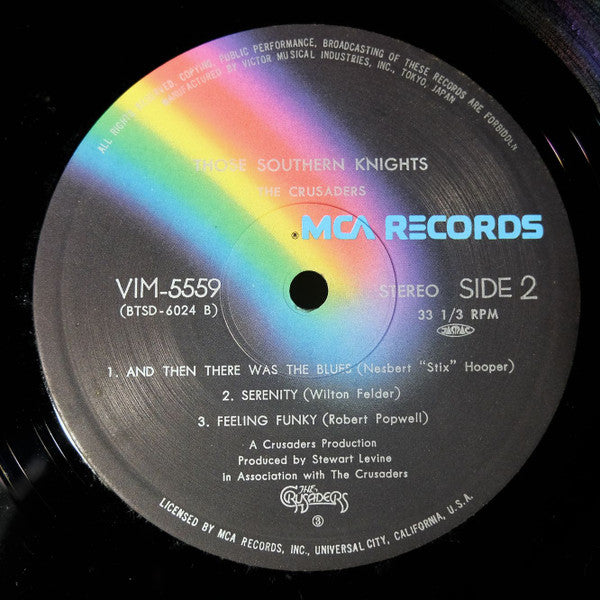 ALL RIGHTS RESERVED, COPYING, PUBLIC PERFORMANCE, BROADCASTING OF THESE RECORDS ARE FORBIDDEN
MANUFACTURED BY VICTOR MUSICAL INDUSTRIES, INC., TOKYO, JAPAN
THOSE SOUTHERN KNIGHTS
THE CRUSADERS
MCA RECORDS
VIM-5559 STEREO SIDE 2
(BTSD-6024 B) 33 1/3 RPM
JASRAC
1. AND THEN THERE WAS THE BLUES (Nesbert "Stix" Hooper)
2. SERENITY (Wilton Felder)
3. FEELING FUNKY (Robert Popwell)
A Crusaders Production
Produced by Stewart Levine
In Association with The Crusaders
THE CRUSADERS
③
LICENSED BY MCA RECORDS, INC., UNIVERSAL CITY, CALIFORNIA, U.S.A.